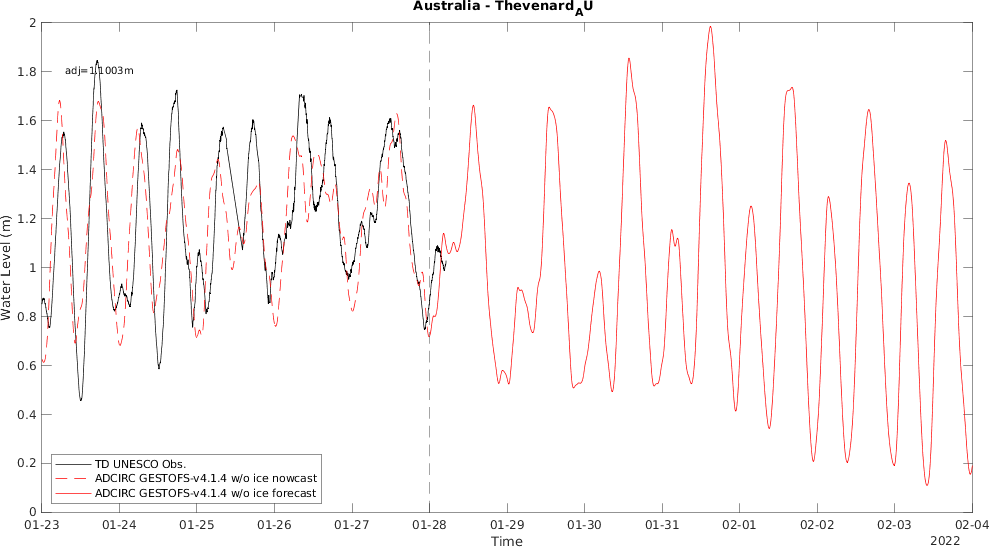 Australia - Thevenard_AU
adj=1.1003m
2
1.8
1.6
1.4
1.2
1
0.8
0.6
0.4
0.2
0
Water Level (m)
TD UNESCO Obs.
ADCIRC GESTOFS-v4.1.4 w/o ice nowcast
ADCIRC GESTOFS-v4.1.4 w/o ice forecast
01-23 01-24 01-25 01-26 01-27 01-28 01-29 01-30 01-31 02-01 02-02 02-03 02-04
Time
2022